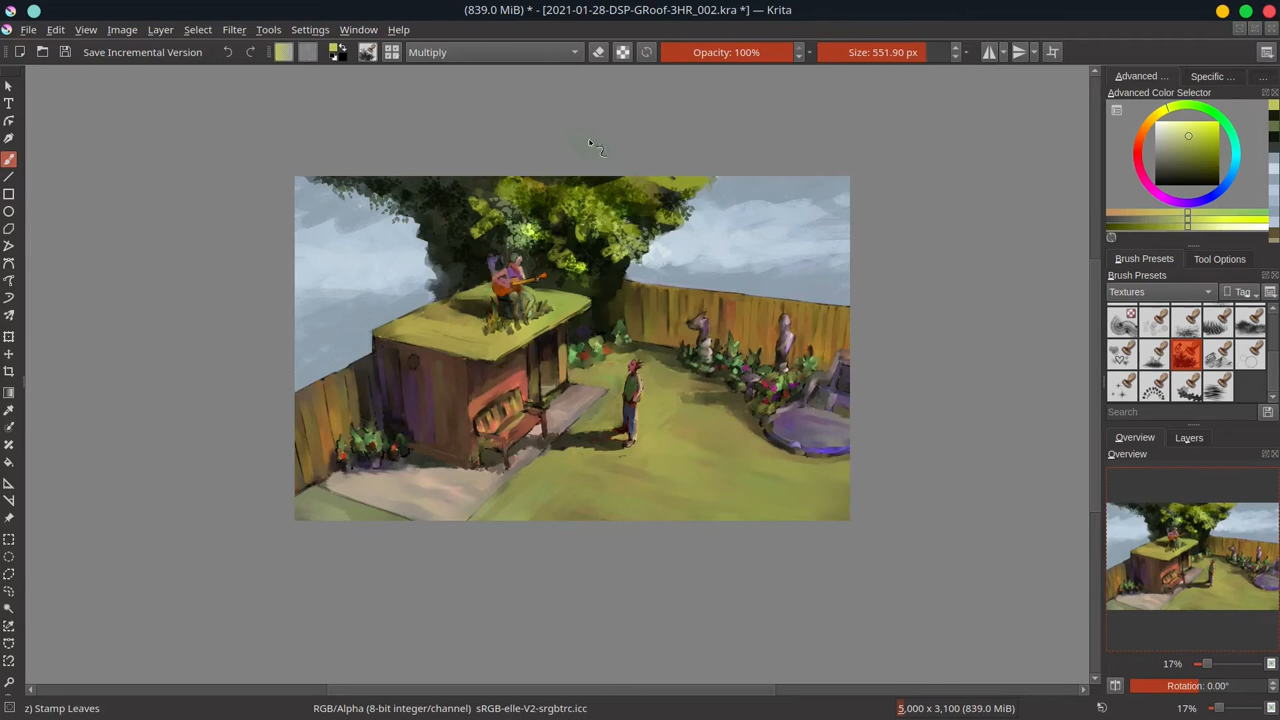 (839.0 MiB) * - [2021-01-28-DSP-GRoof-3HR_002.kra *] — Krita
File Edit View Image Layer Select Filter Tools Settings Window Help
Save Incremental Version
Multiply
Opacity: 100%
Size: 551.90 px
Advanced ...
Specific ...
...
Advanced Color Selector
Brush Presets
Tool Options
Brush Presets
Textures
Tag
Search
Overview
Layers
Overview
17%
Rotation: 0.00°
z) Stamp Leaves
RGB/Alpha (8-bit integer/channel) sRGB-elle-V2-srgbtrc.icc
5,000 x 3,100 (839.0 MiB)
17%